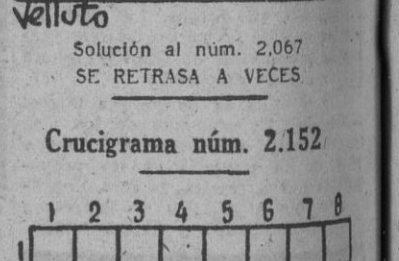 Velluto
Solución al núm. 2,067
SE RETRASA A VECES
Crucigrama núm. 2.152
1 2 3 4 5 6 7 8